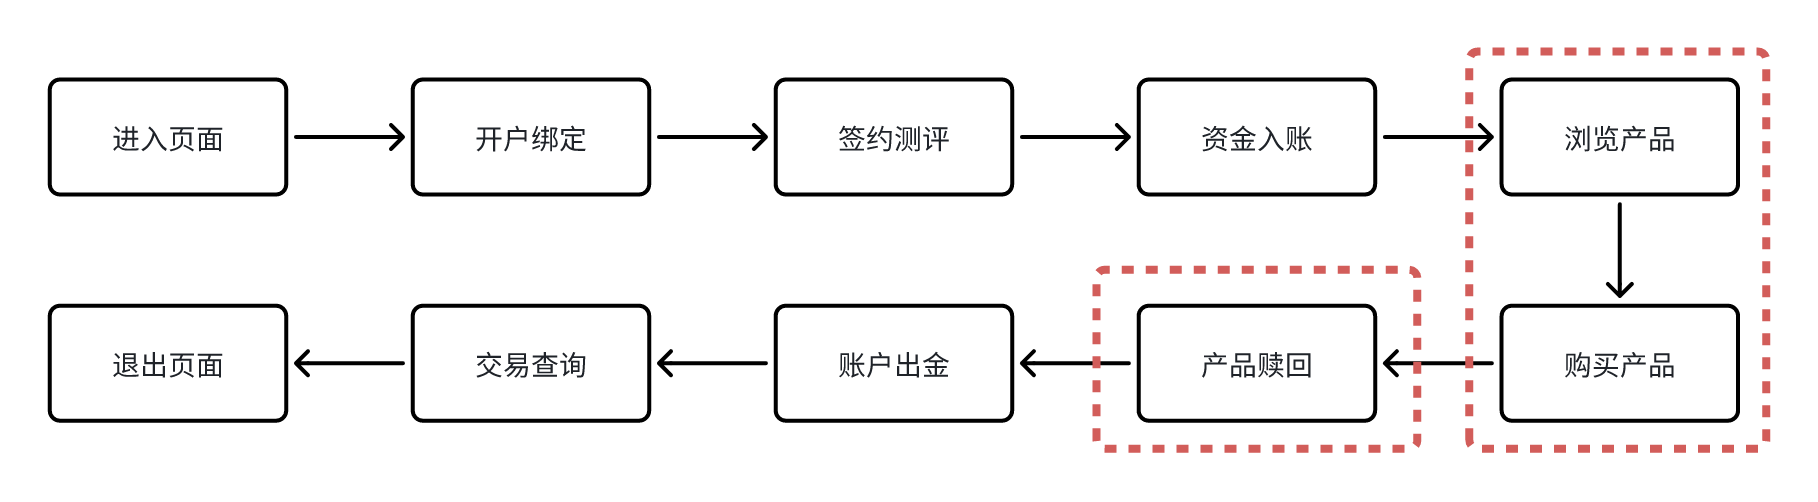 进入页面
开户绑定
签约测评
资金入账
浏览产品
购买产品
产品赎回
账户出金
交易查询
退出页面